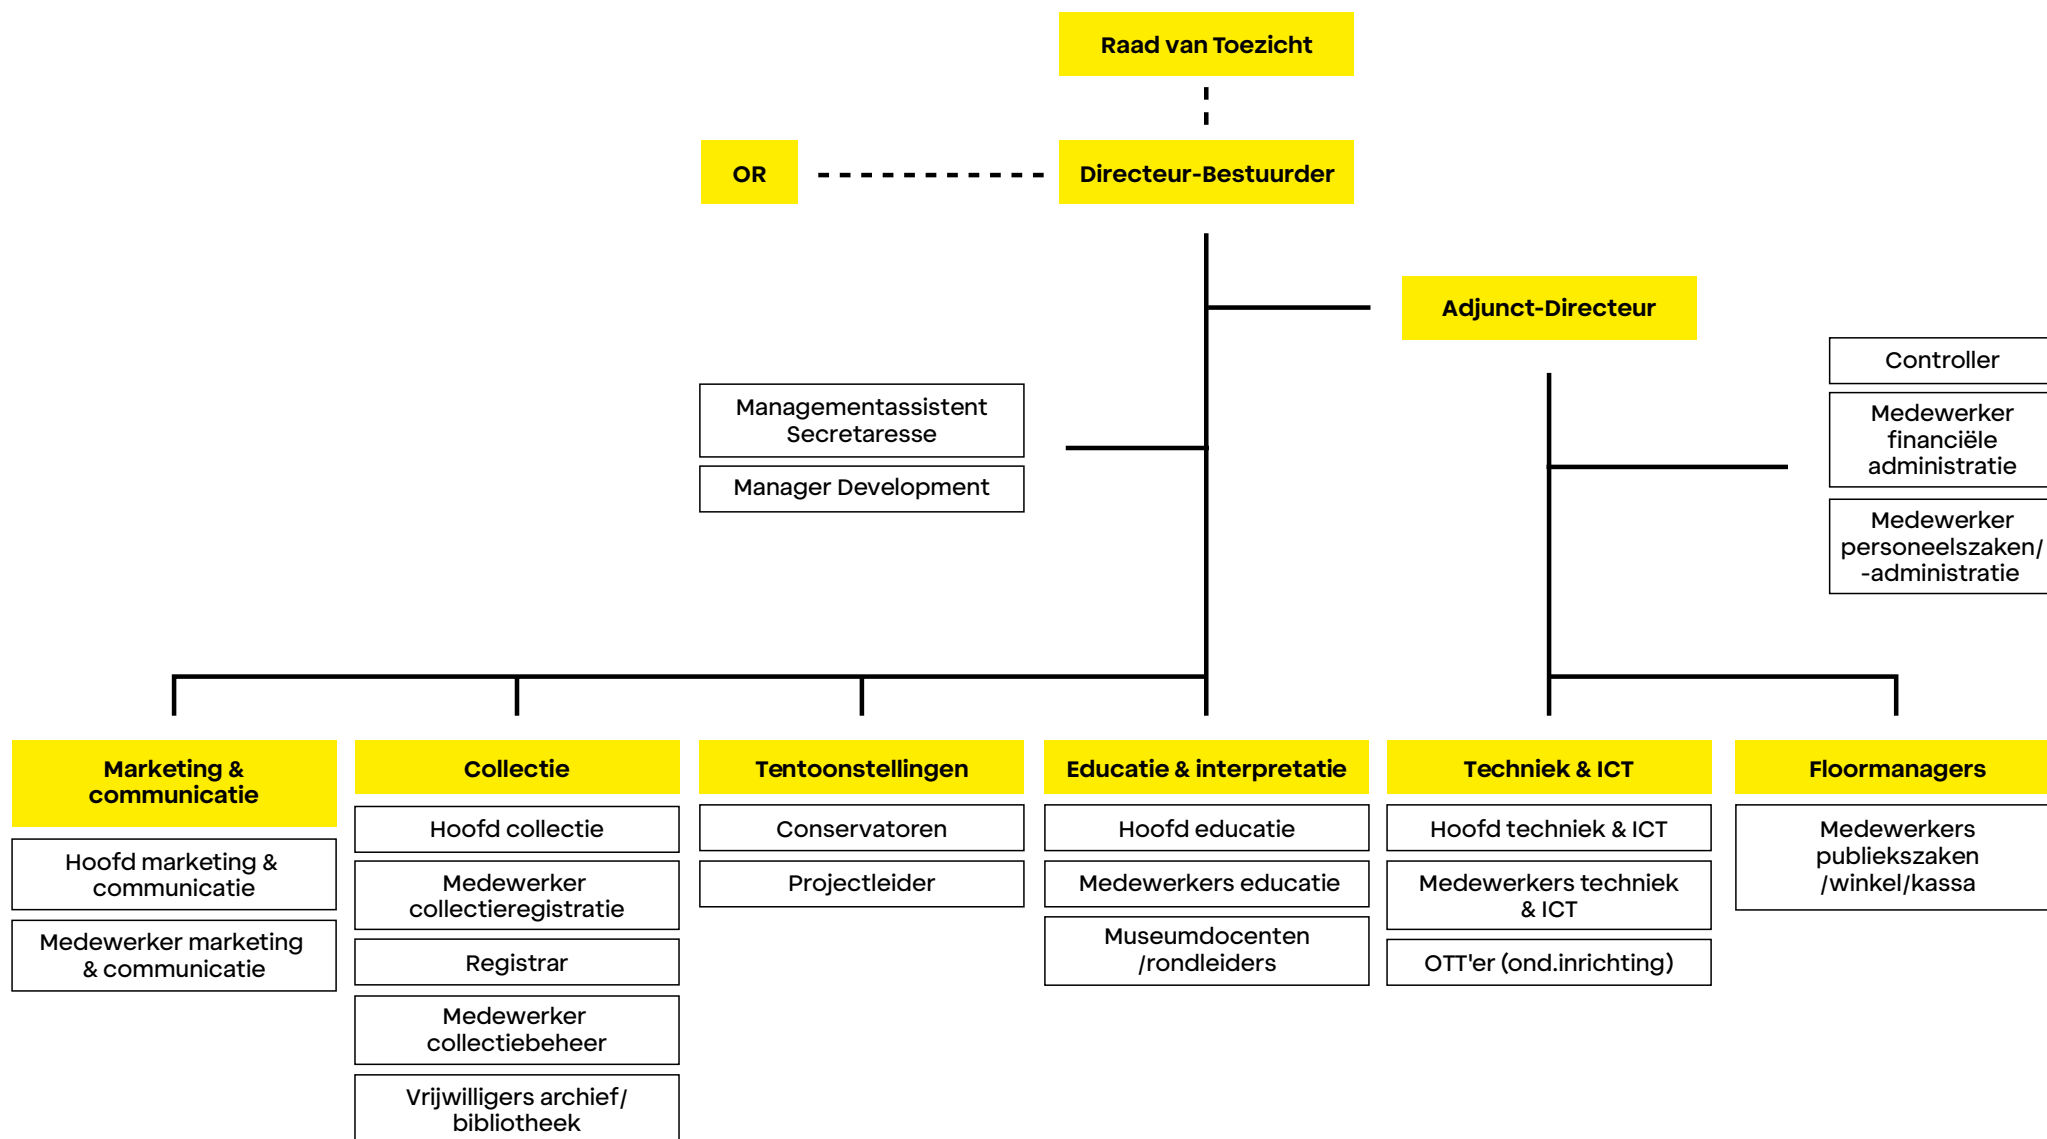 Raad van Toezicht
OR
Directeur-Bestuurder
Adjunct-Directeur
Managementassistent
Secretaresse
Manager Development
Controller
Medewerker
financiële
administratie
Medewerker
personeelszaken/
-administratie
Marketing &
communicatie
Hoofd marketing &
communicatie
Medewerker marketing
& communicatie
Collectie
Hoofd collectie
Medewerker
collectieregistratie
Registrar
Medewerker
collectiebeheer
Vrijwilligers archief/
bibliotheek
Tentoonstellingen
Conservatoren
Projectleider
Educatie & interpretatie
Hoofd educatie
Medewerkers educatie
Museumdocenten
/rondleiders
Techniek & ICT
Hoofd techniek & ICT
Medewerkers techniek
& ICT
OTT'er (ond.inrichting)
Floormanagers
Medewerkers
publiekszaken
/winkel/kassa